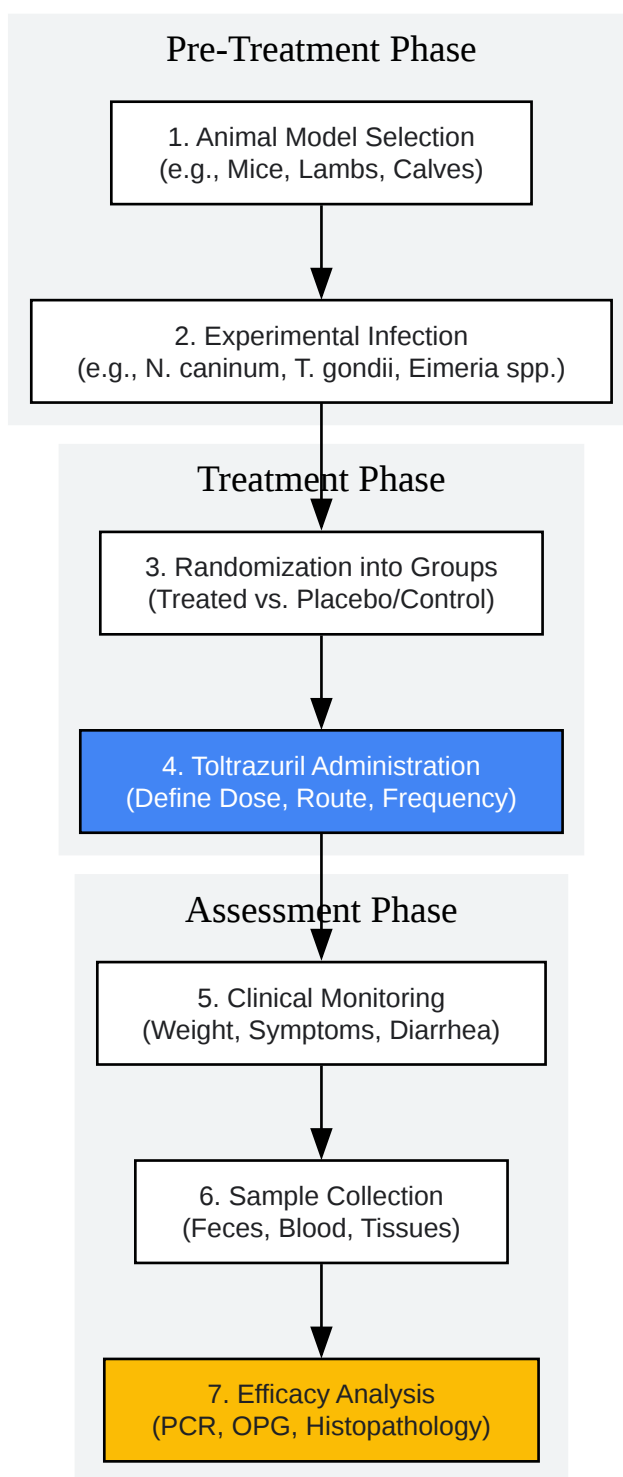 Pre-Treatment Phase
1. Animal Model Selection
(e.g., Mice, Lambs, Calves)
2. Experimental Infection
(e.g., N. caninum, T. gondii, Eimeria spp.)
Treatment Phase
3. Randomization into Groups
(Treated vs. Placebo/Control)
4. Toltrazuril Administration
(Define Dose, Route, Frequency)
Assessment Phase
5. Clinical Monitoring
(Weight, Symptoms, Diarrhea)
6. Sample Collection
(Feces, Blood, Tissues)
7. Efficacy Analysis
(PCR, OPG, Histopathology)